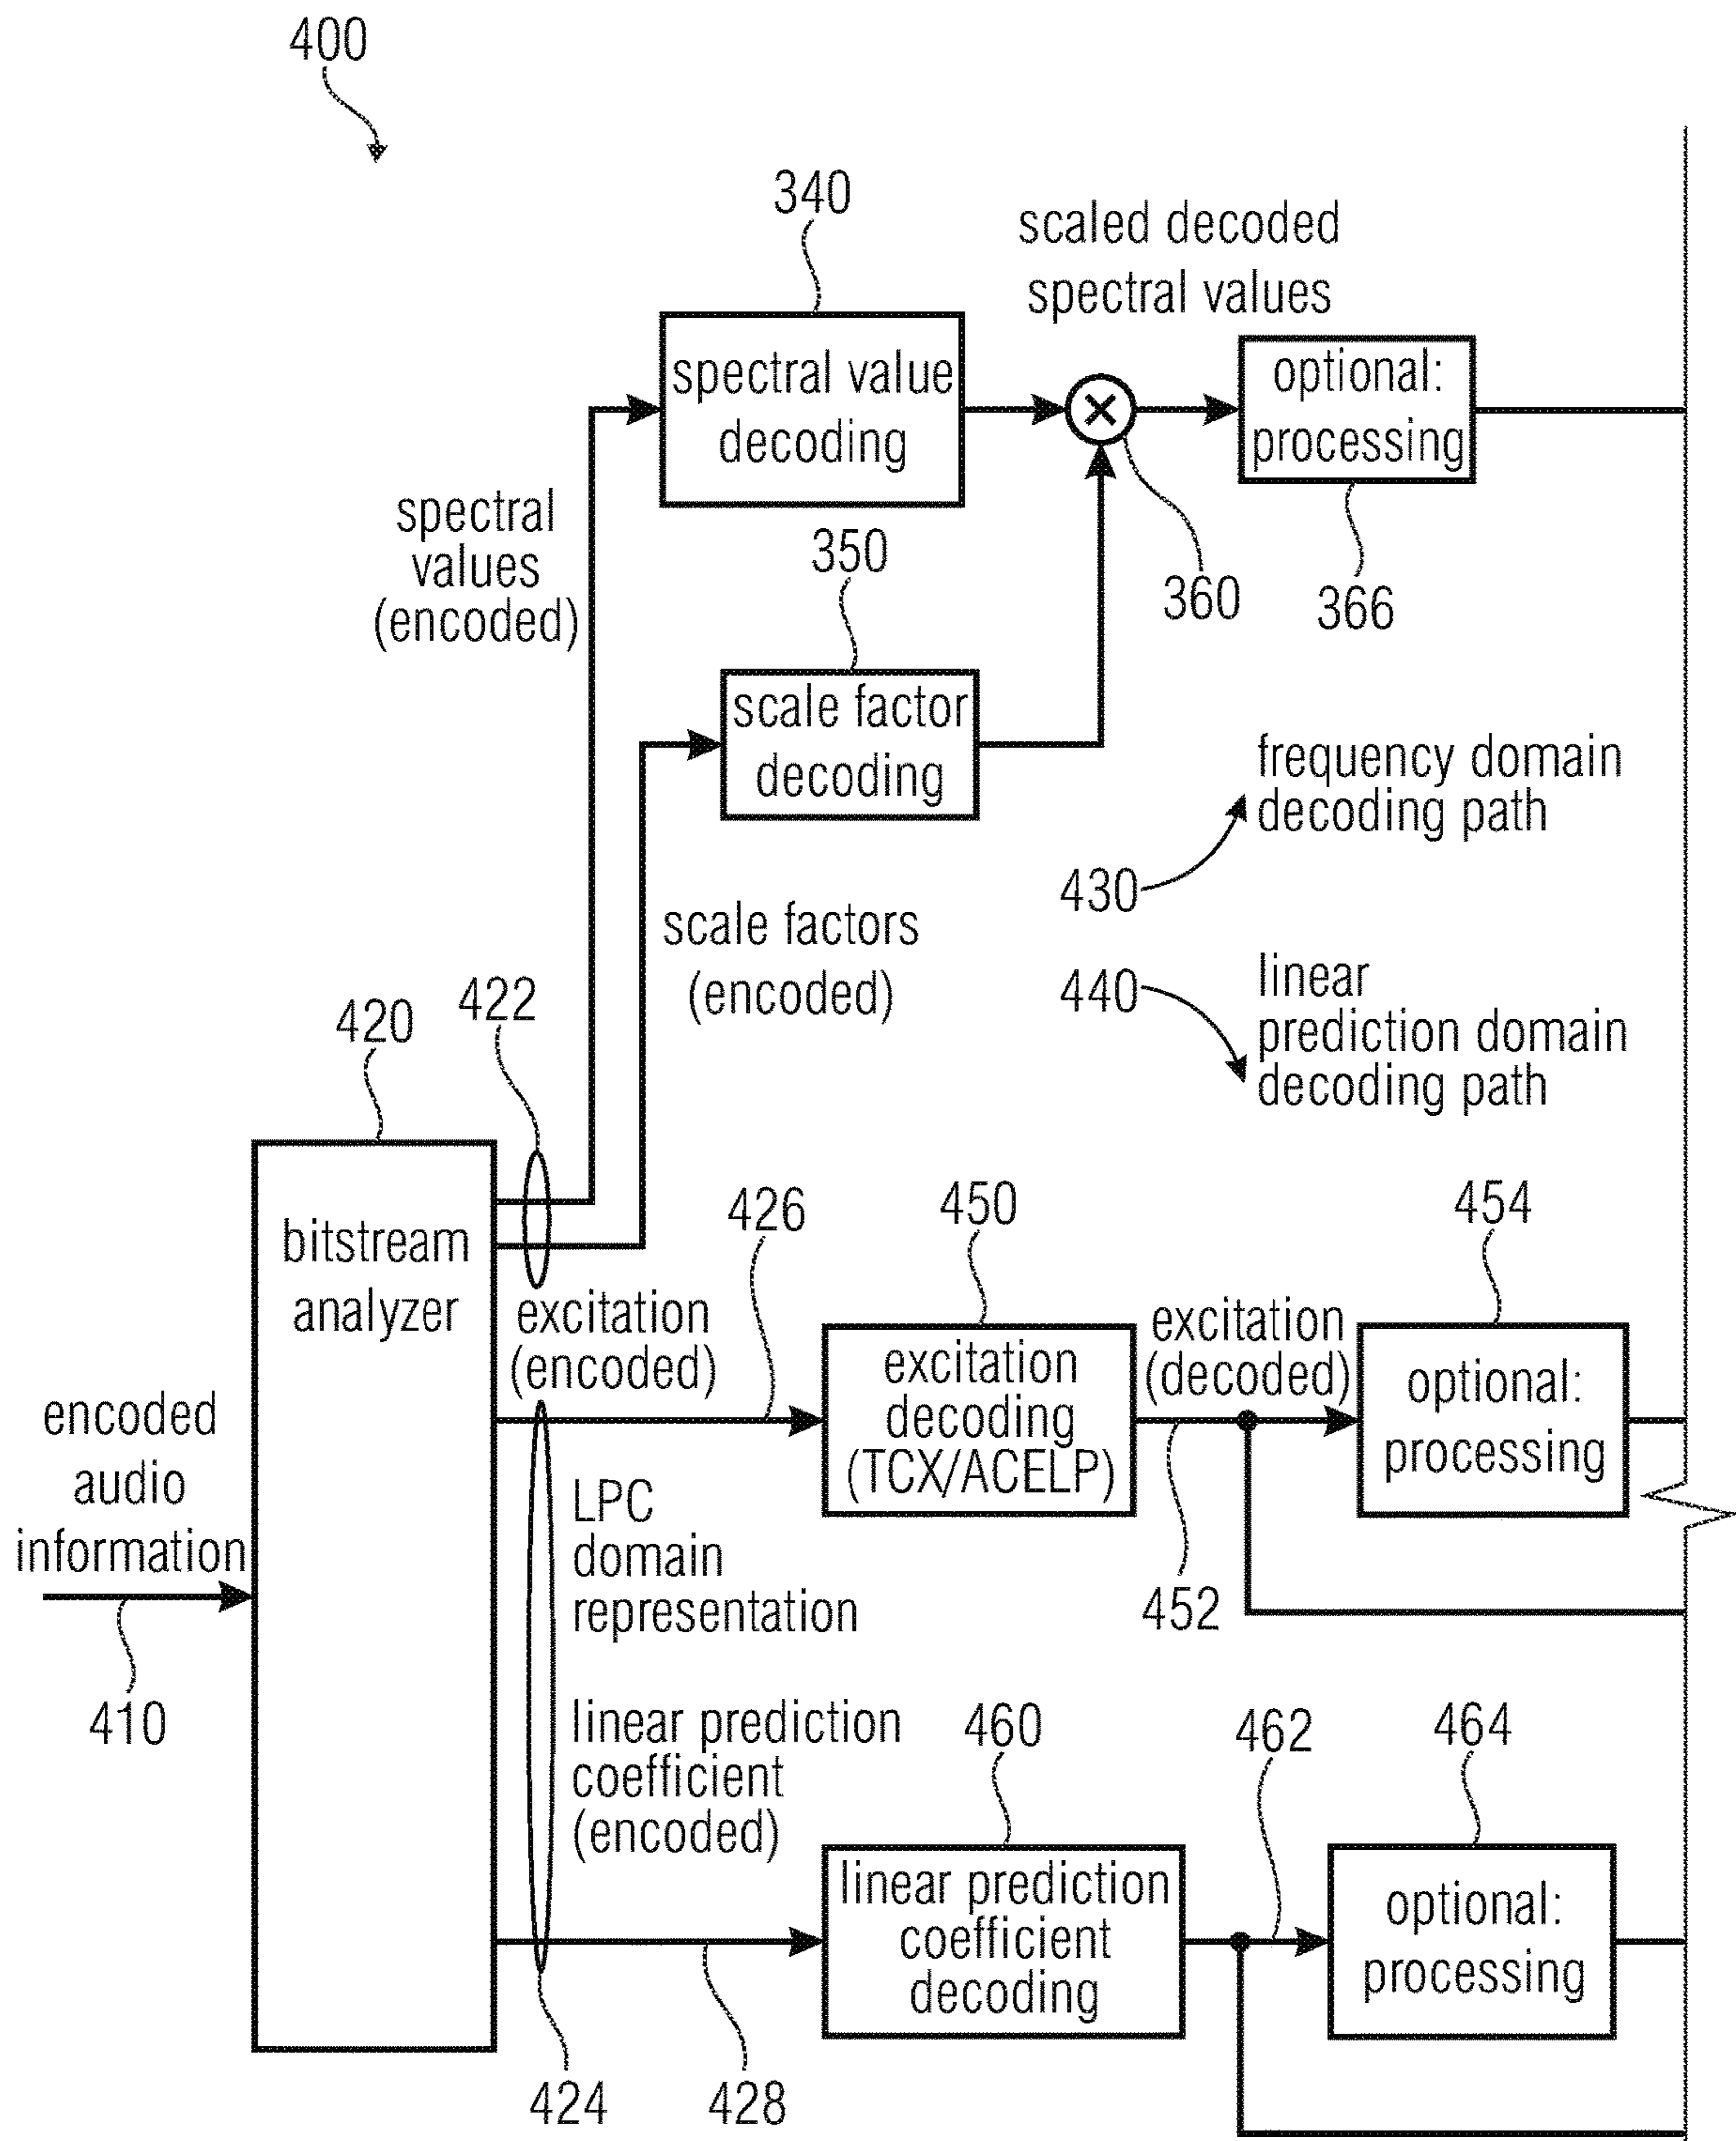 400
340
scaled decoded
spectral values
spectral value
decoding
optional:
processing
spectral
values
(encoded)
350
360
366
scale factor
decoding
frequency domain
decoding path
430
scale factors
(encoded)
440
linear
prediction domain
decoding path
420
422
bitstream
analyzer
426
450
454
excitation
(encoded)
excitation
decoding
(TCX/ACELP)
excitation
(decoded)
optional:
processing
encoded
audio
information
LPC
domain
representation
452
410
linear prediction
coefficient
(encoded)
460
462
464
linear prediction
coefficient
decoding
optional:
processing
424
428